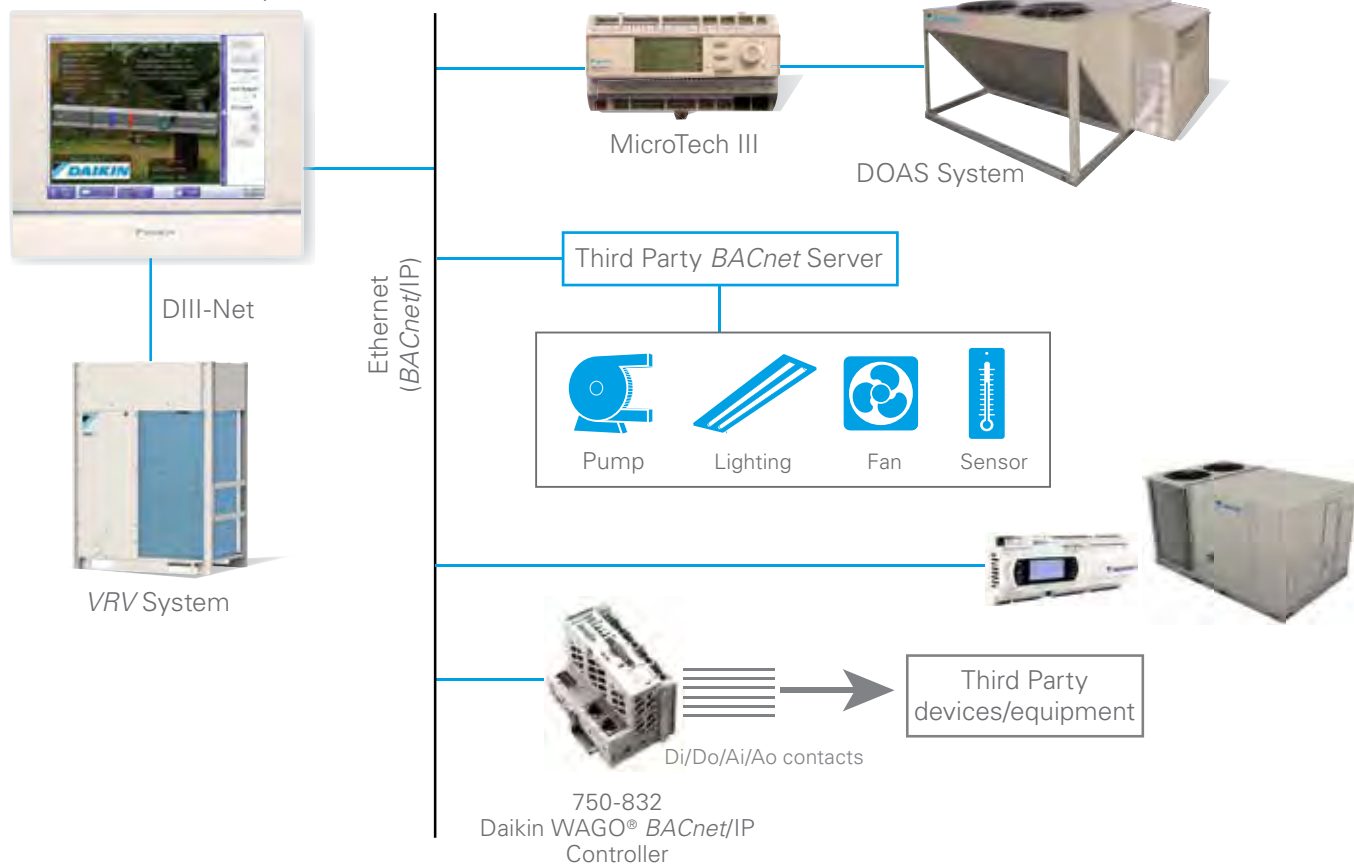 DAIKIN
MicroTech III
DOAS System
Third Party BACnet Server
Ethernet
(BACnet/IP)
DIII-Net
Pump
Lighting
Fan
Sensor
VRV System
Third Party
devices/equipment
Di/Do/Ai/Ao contacts
750-832
Daikin WAGO® BACnet/IP
Controller